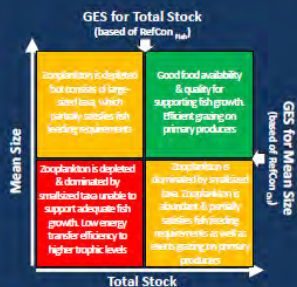 GES for Total Stock
(based of RefCon Fish)
Zooplankton is depleted
but consists of large-
sized taxa, which
partially satisfies fish
feeding requirements
Good food availability
& quality for
supporting fish growth.
Efficient grazing on
primary producers
Mean Size
GES for Mean Size
(based of RefCon Chl)
Zooplankton is depleted
& dominated by
smallsized taxa unable to
support adequate fish
growth. Low energy
transfer efficiency to
higher trophic levels
Zooplankton is
dominated by smallsized
taxa. Zooplankton is
abundant & partially
satisfies fish feeding
requirements as well as
exerts grazing on primary
producers
Total Stock